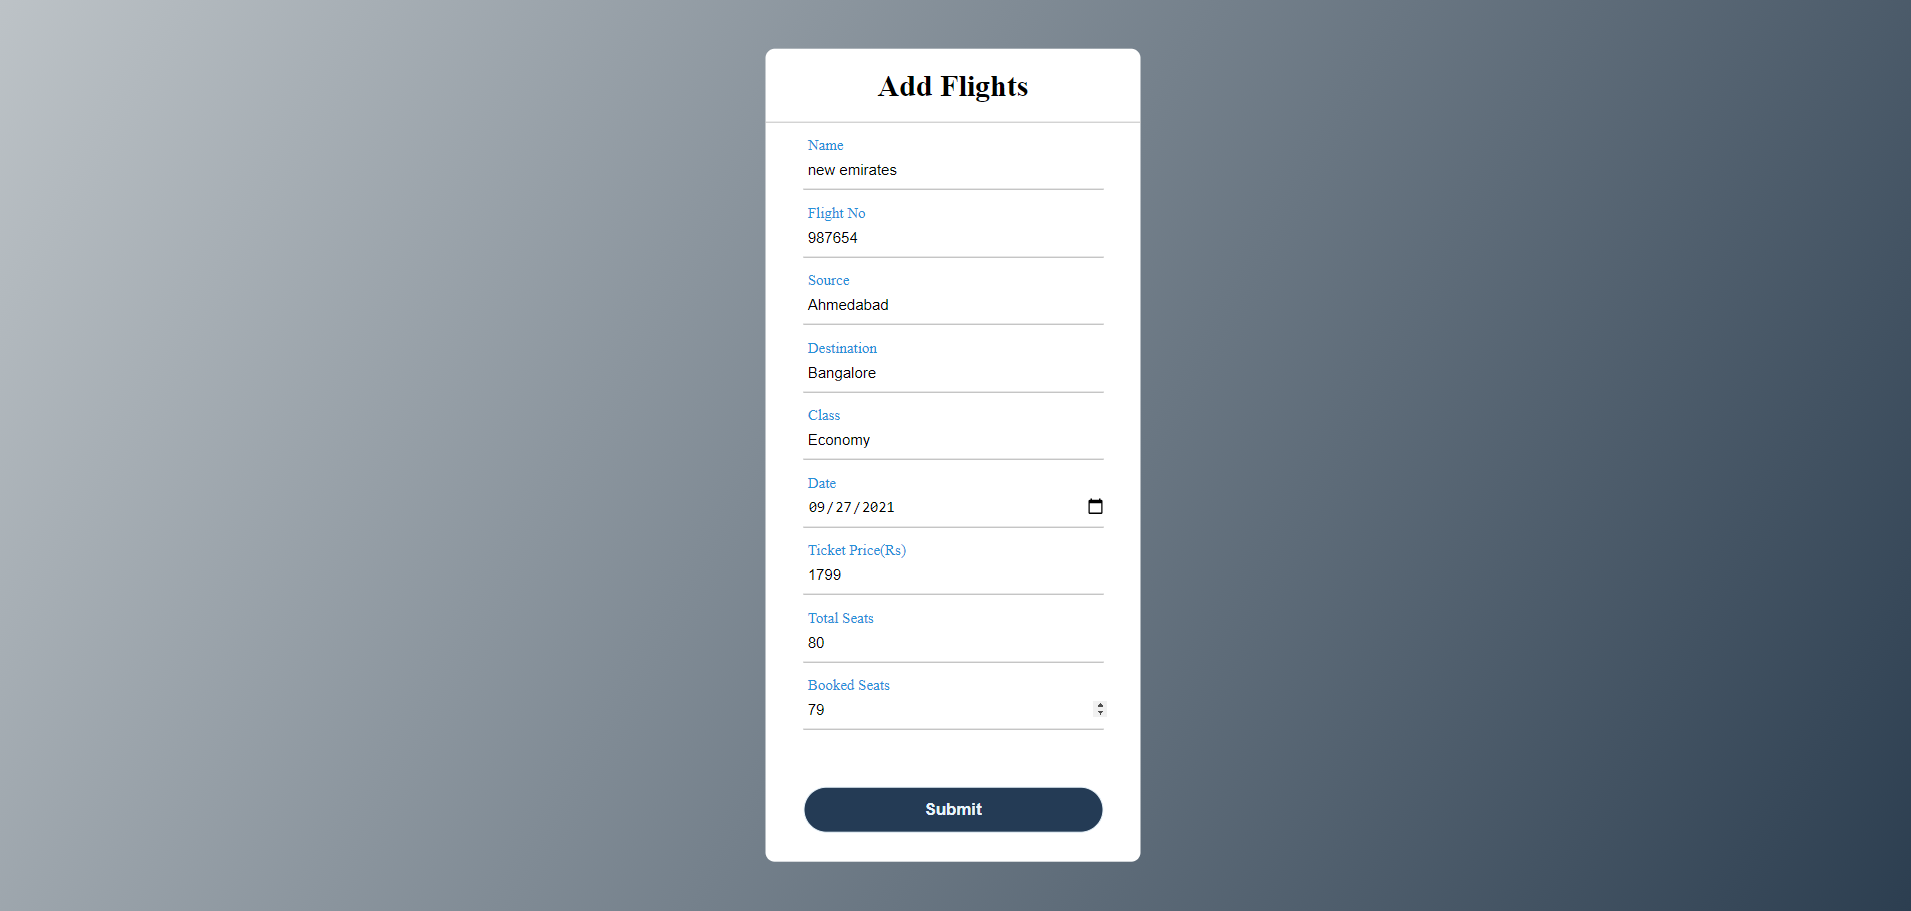 Add Flights
Name
new emirates
Flight No
987654
Source
Ahmedabad
Destination
Bangalore
Class
Economy
Date
09/27/2021
Ticket Price(Rs)
1799
Total Seats
80
Booked Seats
79
Submit